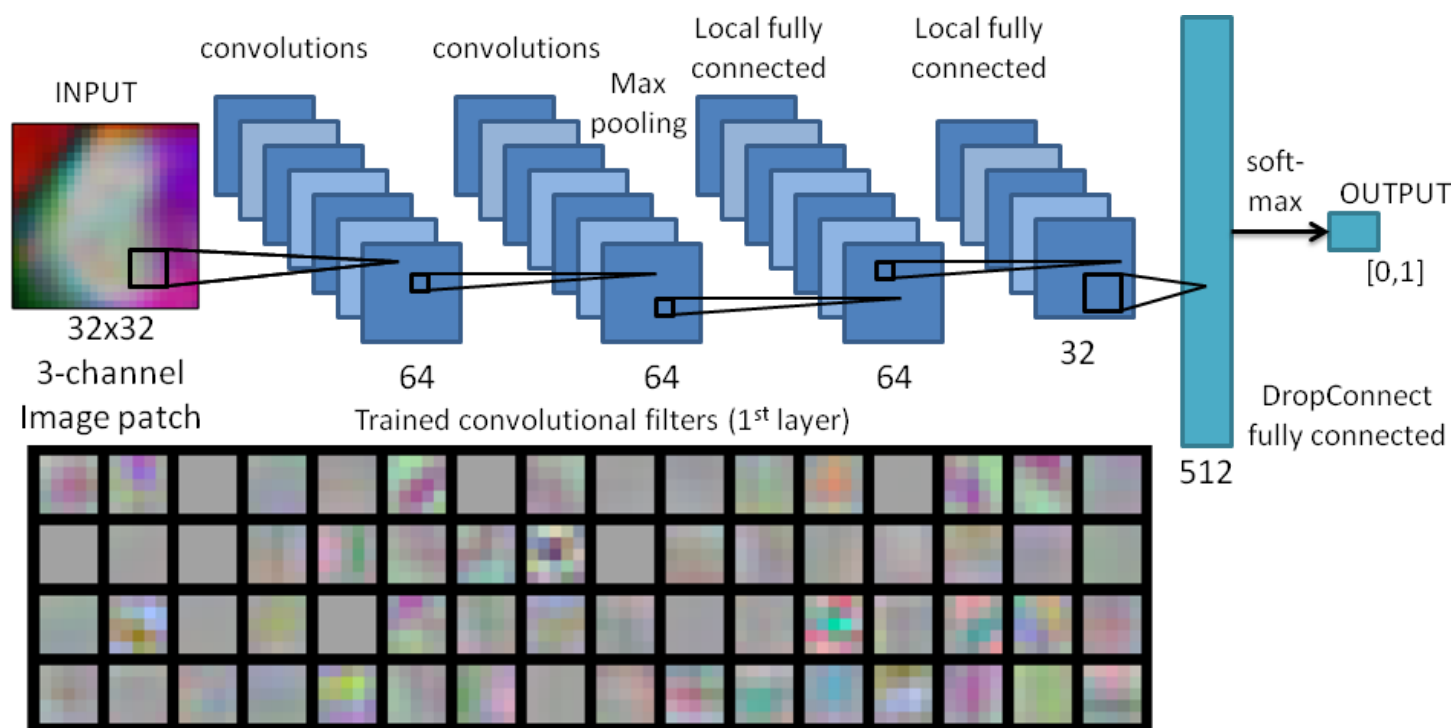 convolutions
convolutions
Local fully
connected
Local fully
connected
INPUT
Max
pooling
soft-
max
OUTPUT
[0,1]
32x32
3-channel
Image patch
64
64
64
32
DropConnect
fully connected
512
Trained convolutional filters (1st layer)